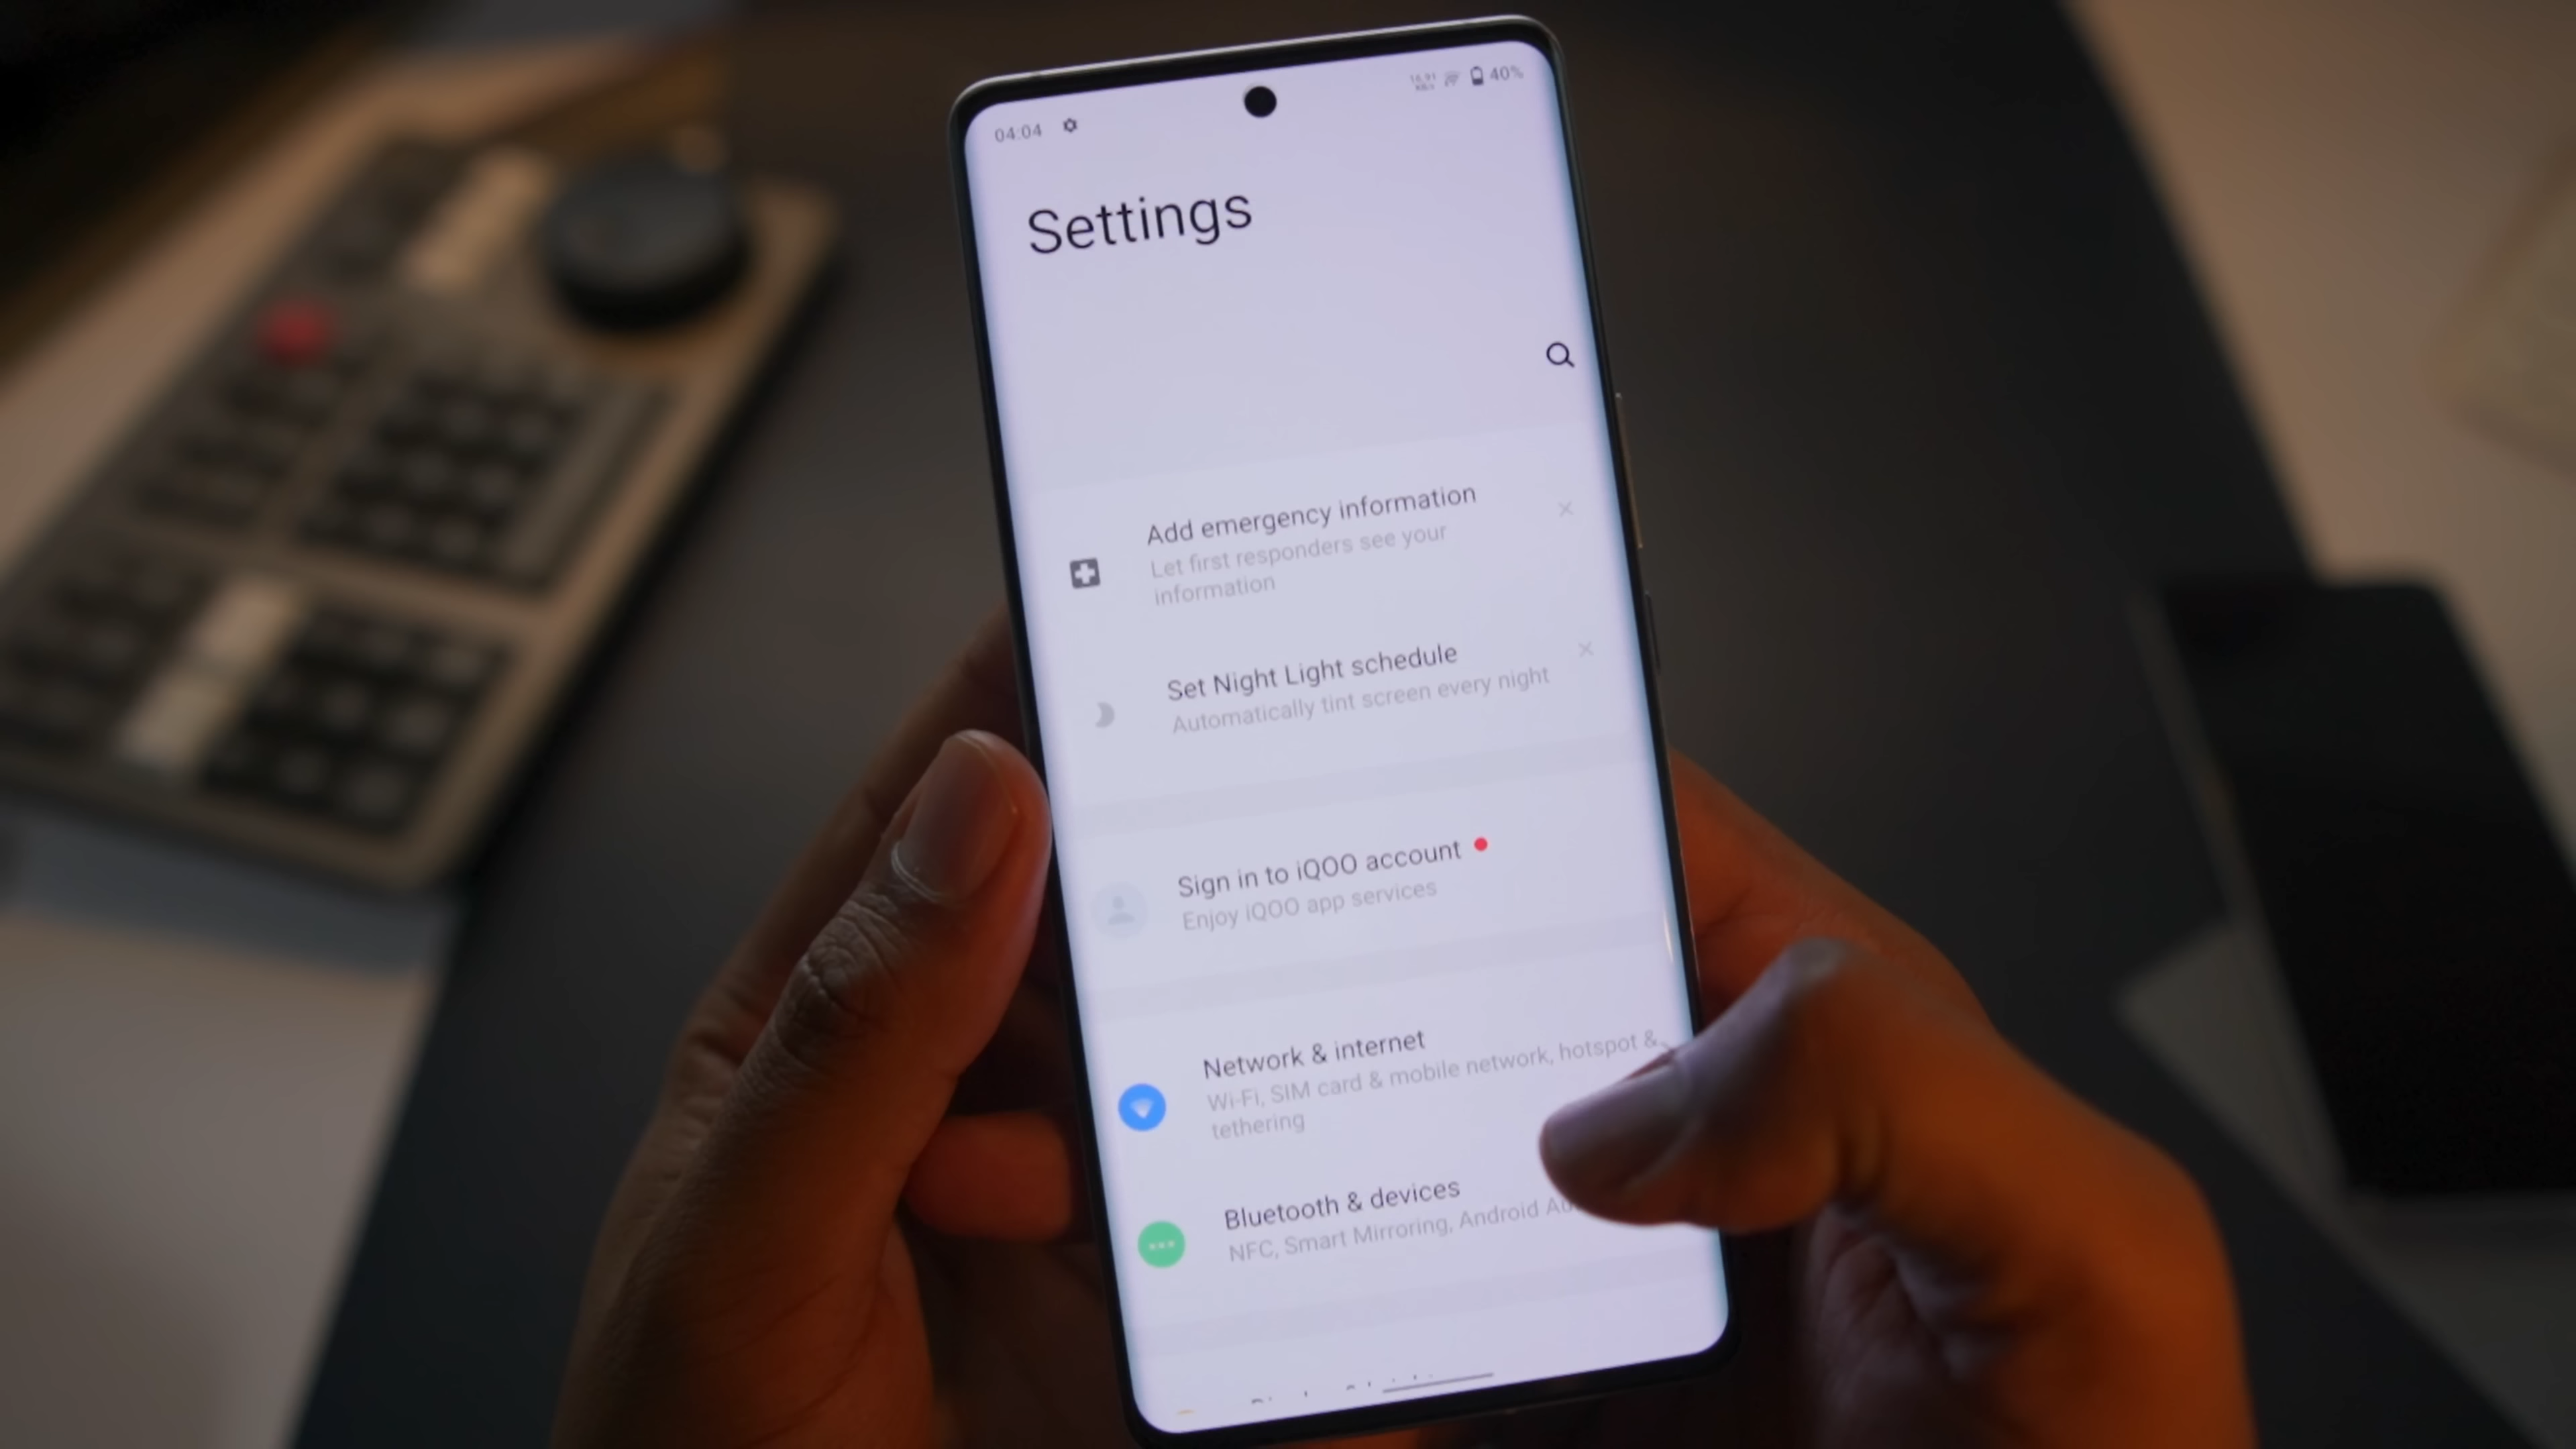 04:04
40%
Settings
Add emergency information
Let first responders see your
information
Set Night Light schedule
Automatically tint screen every night
Sign in to iQOO account
Enjoy iQOO app services
Network & internet
Wi-Fi, SIM card & mobile network, hotspot &
tethering
Bluetooth & devices
NFC, Smart Mirroring, Android